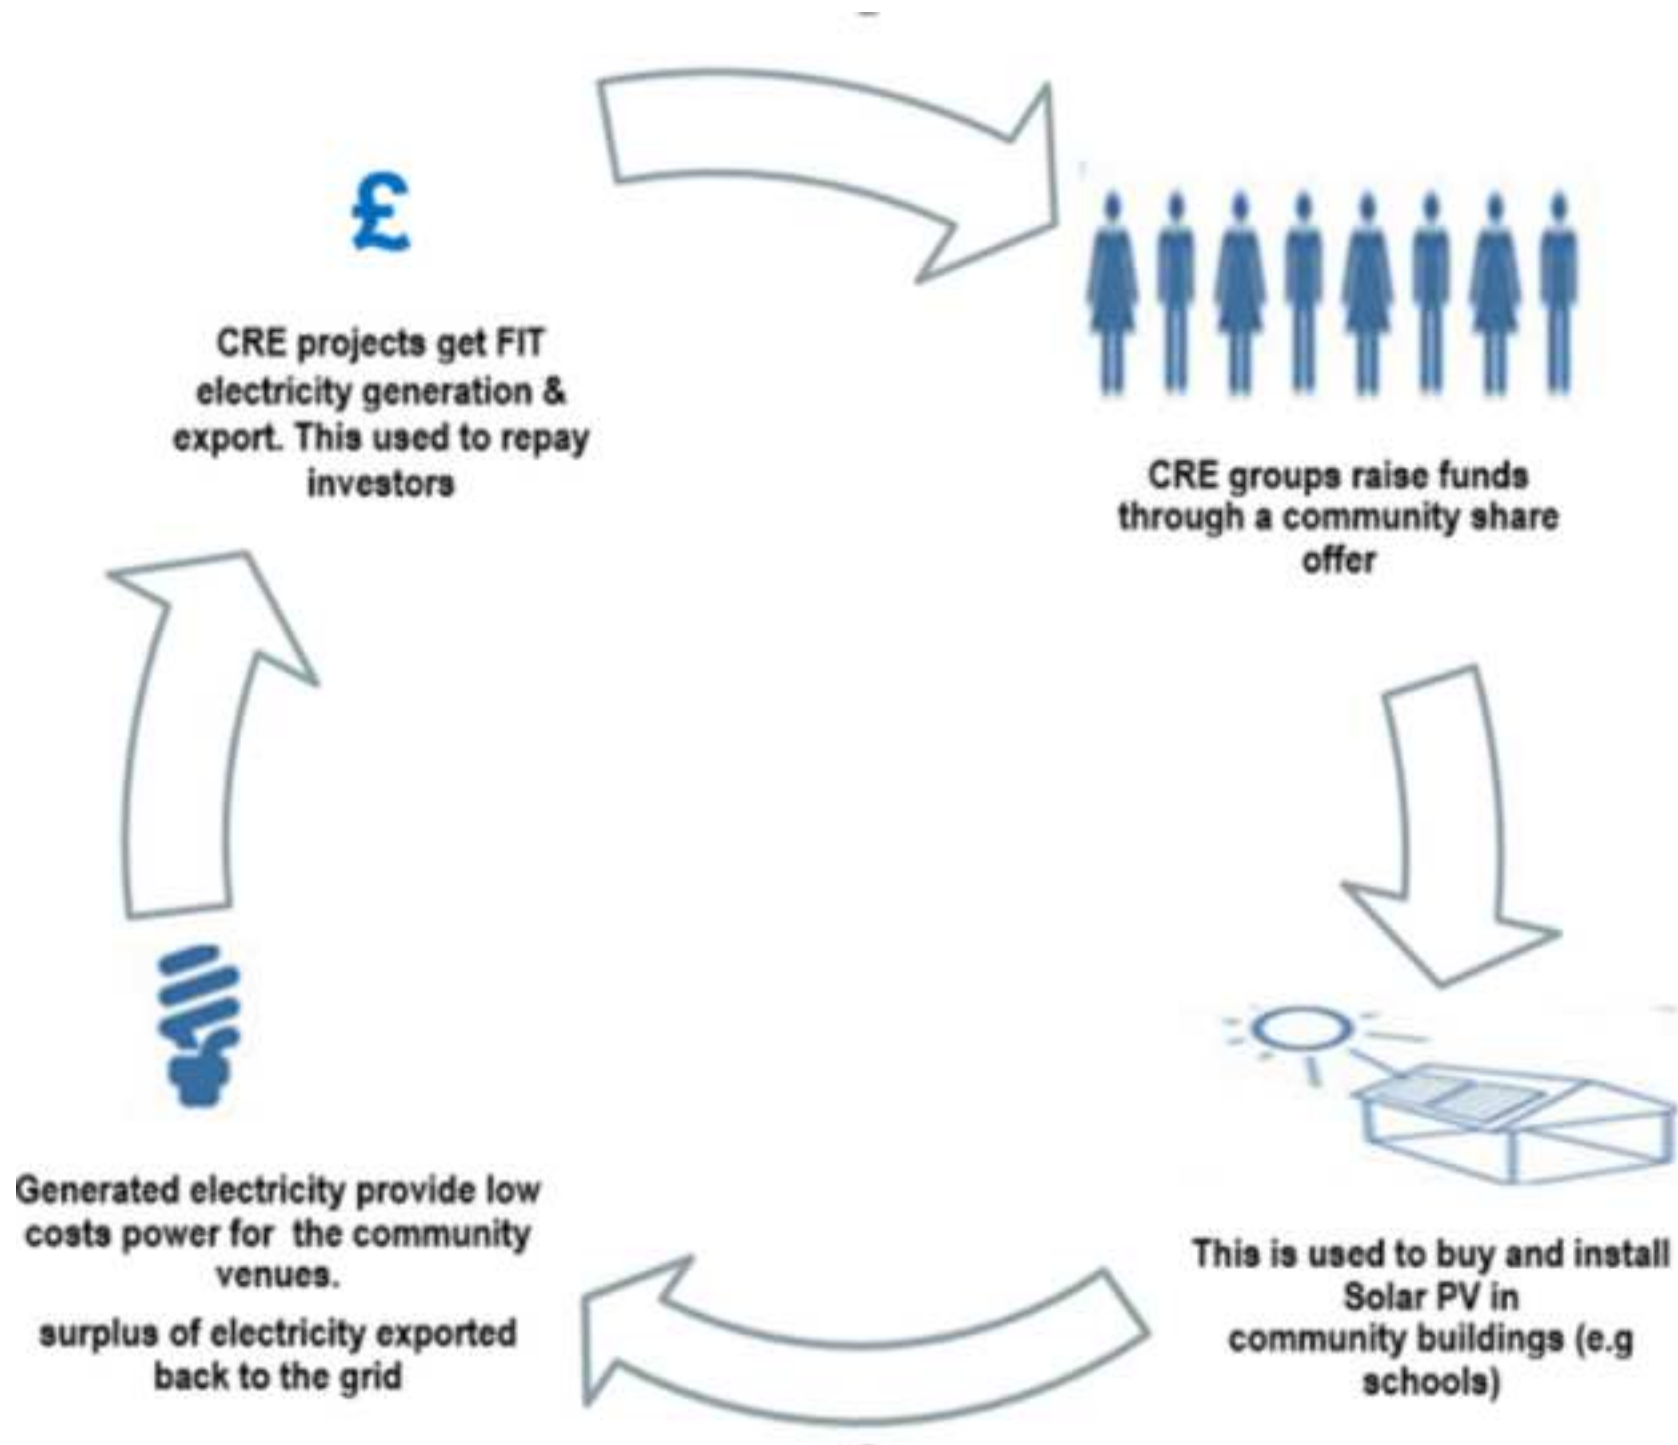 £
CRE projects get FIT
electricity generation &
export. This used to repay
investors
CRE groups raise funds
through a community share
offer
This is used to buy and install
Solar PV in
community buildings (e.g
schools)
Generated electricity provide low
costs power for the community
venues.
surplus of electricity exported
back to the grid